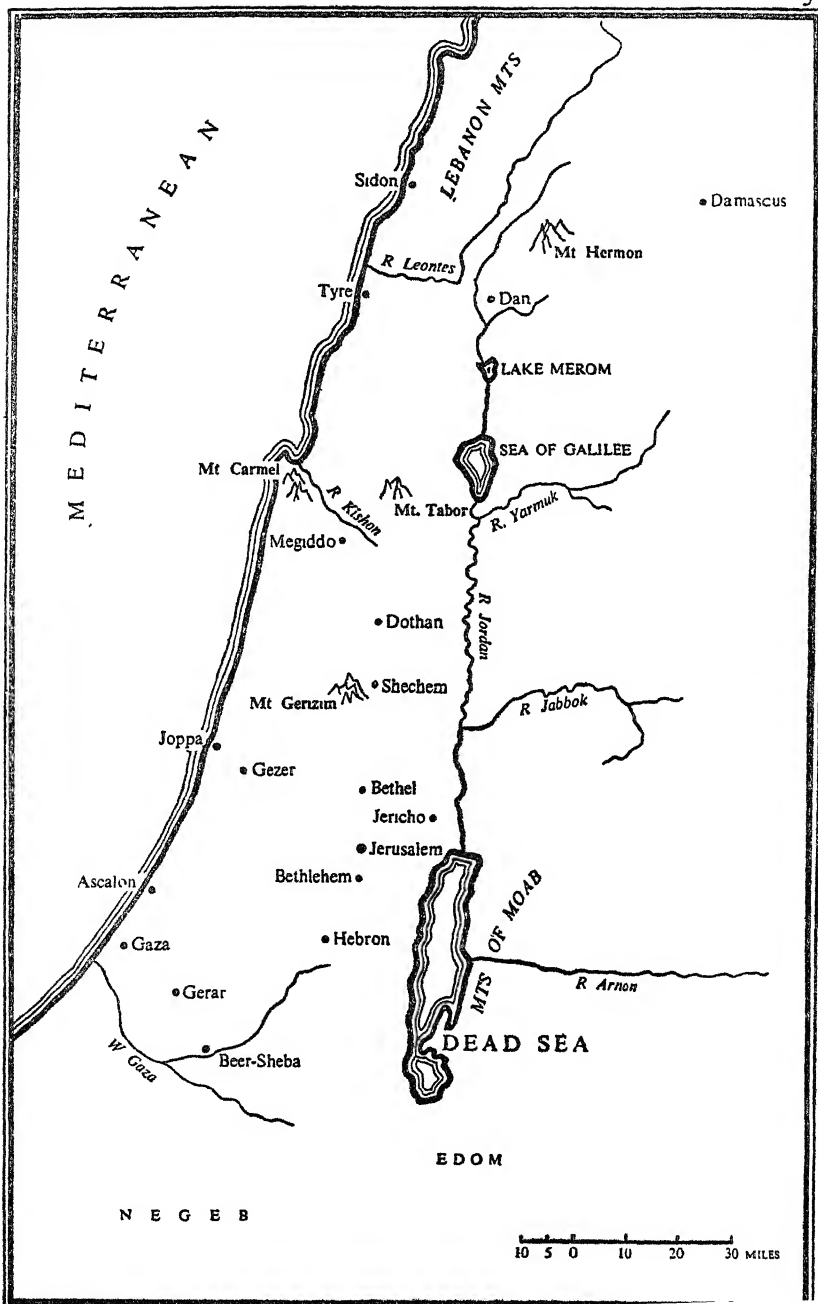 LEBANON MTS
MEDITERRANEAN
Sidon
Damascus
Mt Hermon
R Leontes
Tyre
Dan
LAKE MEROM
SEA OF GALILEE
Mt Carmel
R Kishon
Mt. Tabor
R. Yarmuk
Megiddo
Dothan
R Jordan
Shechem
Mt Gerizim
R Jabbok
Joppa
Gezer
Bethel
Jericho
Jerusalem
Ascalon
Bethlehem
MTS OF MOAB
Gaza
Hebron
R Arnon
Gerar
DEAD SEA
Beer-Sheba
W Gaza
EDOM
NEGEB
10 5 0 10 20 30 MILES